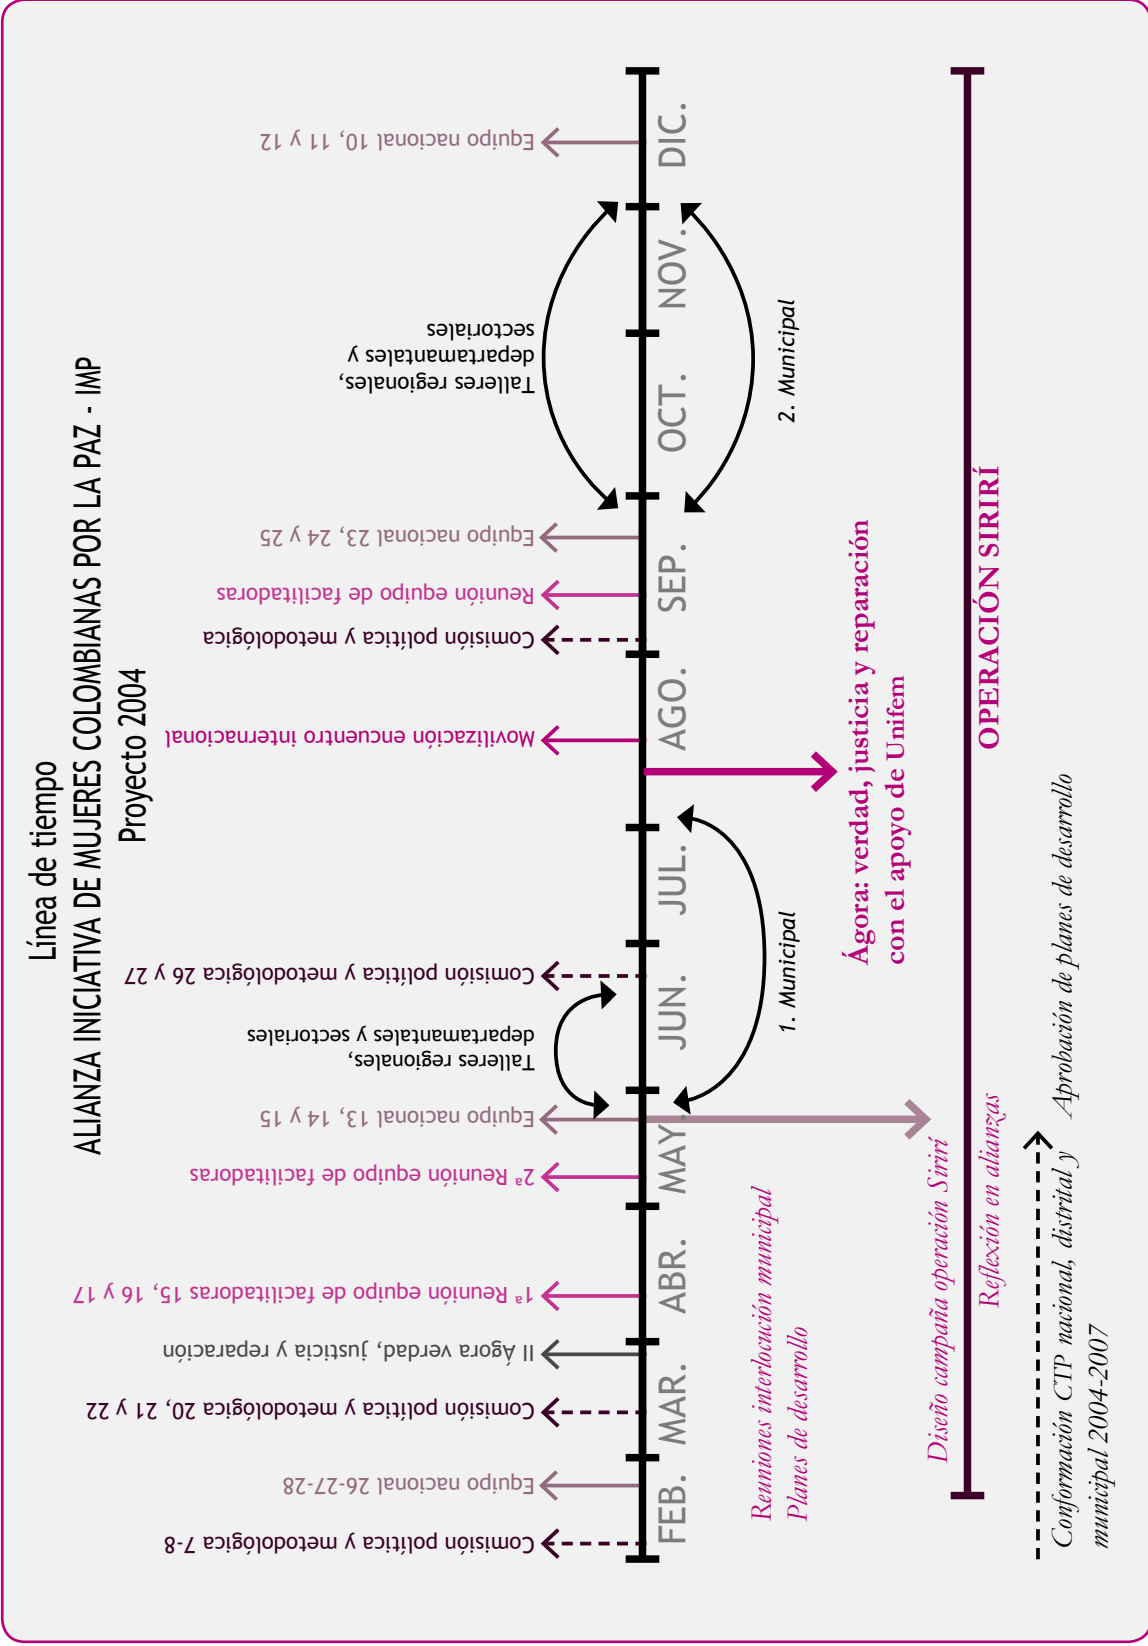 Línea de tiempo
ALIANZA INICIATIVA DE MUJERES COLOMBIANAS POR LA PAZ - IMP
Proyecto 2004
Comisión política y metodológica 7-8
Equipo nacional 26-27-28
Comisión política y metodológica 20, 21 y 22
II Ágora verdad, justicia y reparación
1ª Reunión equipo de facilitadoras 15, 16 y 17
2ª Reunión equipo de facilitadoras
Equipo nacional 13, 14 y 15
Talleres regionales,
departamantales y sectoriales
Comisión política y metodológica 26 y 27
Movilización encuentro internacional
Comisión política y metodológica
Reunión equipo de facilitadoras
Equipo nacional 23, 24 y 25
Talleres regionales,
departamantales y
sectoriales
Equipo nacional 10, 11 y 12
FEB.
MAR.
ABR.
MAY.
JUN.
JUL.
AGO.
SEP.
OCT.
NOV.
DIC.
Reuniones interlocución municipal
Planes de desarrollo
1. Municipal
2. Municipal
Ágora: verdad, justicia y reparación
con el apoyo de Unifem
Diseño campaña operación Sirirí
Reflexión en alianzas
OPERACIÓN SIRIRÍ
Conformación CTP nacional, distrital y
municipal 2004-2007
Aprobación de planes de desarrollo